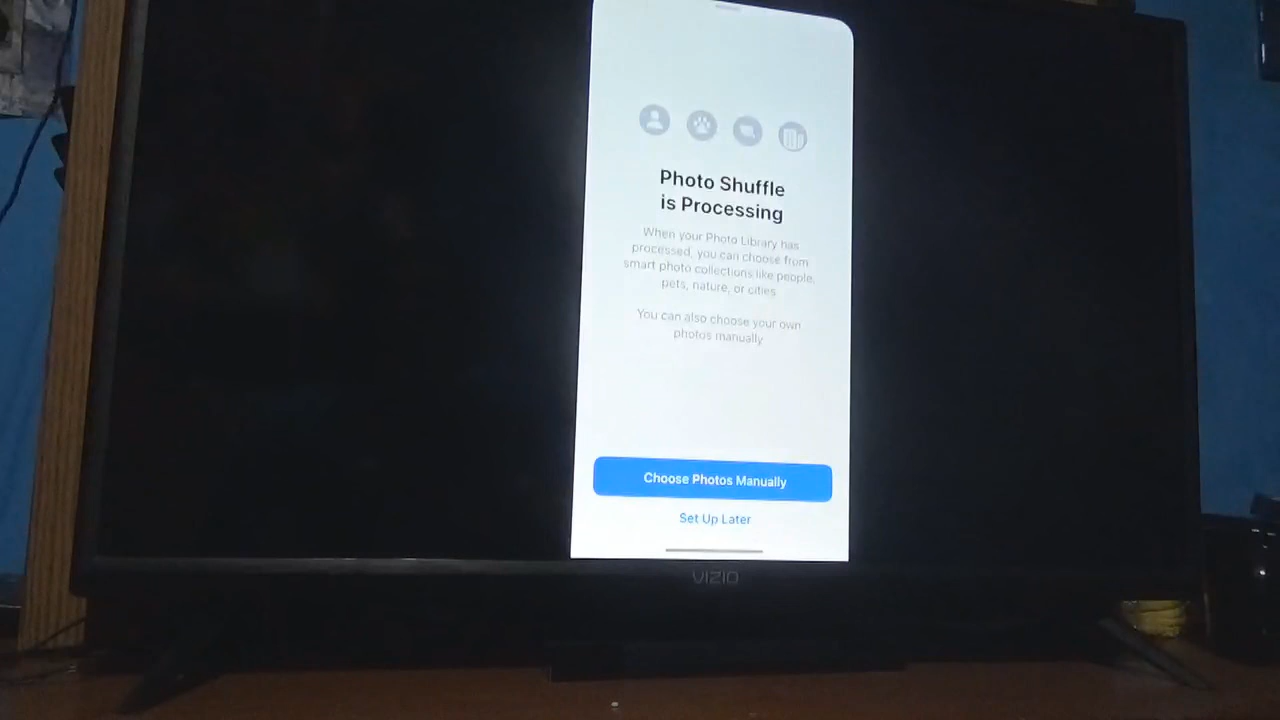 Photo Shuffle
is Processing
When your Photo Library has
processed, you can choose from
smart photo collections like people,
pets, nature, or cities
You can also choose your own
photos manually
Choose Photos Manually
Set Up Later
VIZIO